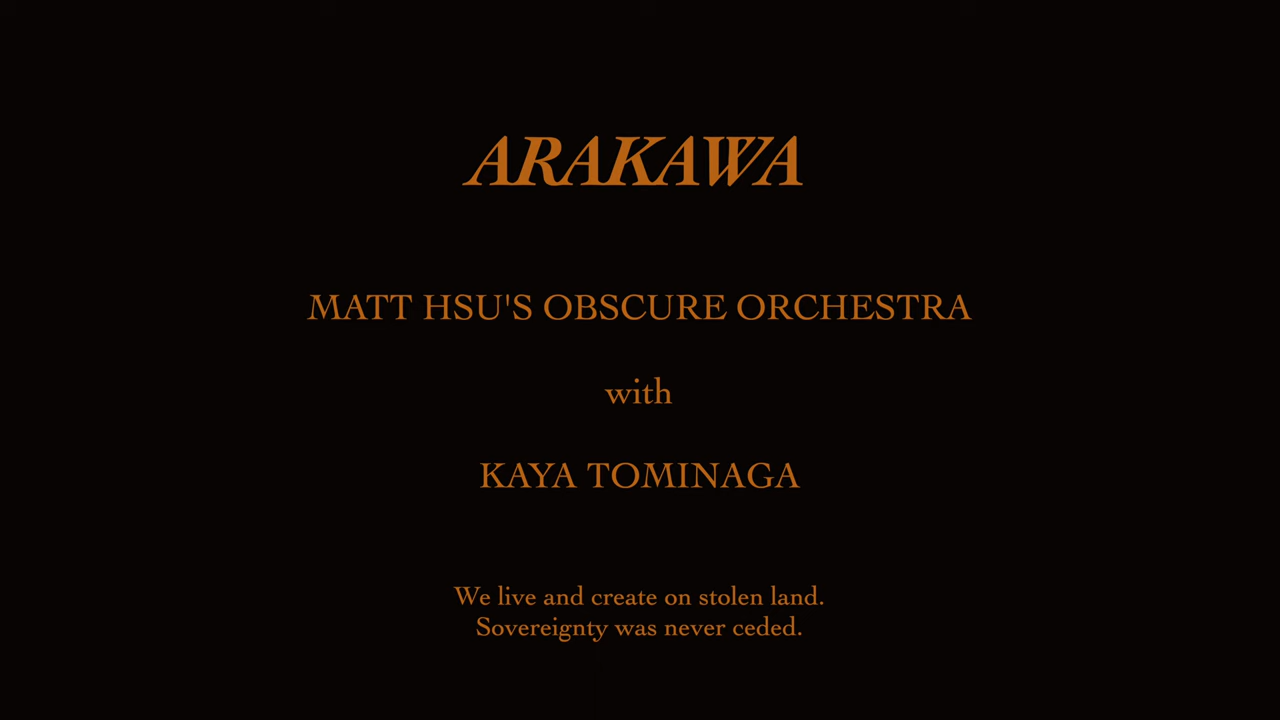 ARAKAWA
MATT HSU'S OBSCURE ORCHESTRA
with
KAYA TOMINAGA
We live and create on stolen land.
Sovereignty was never ceded.